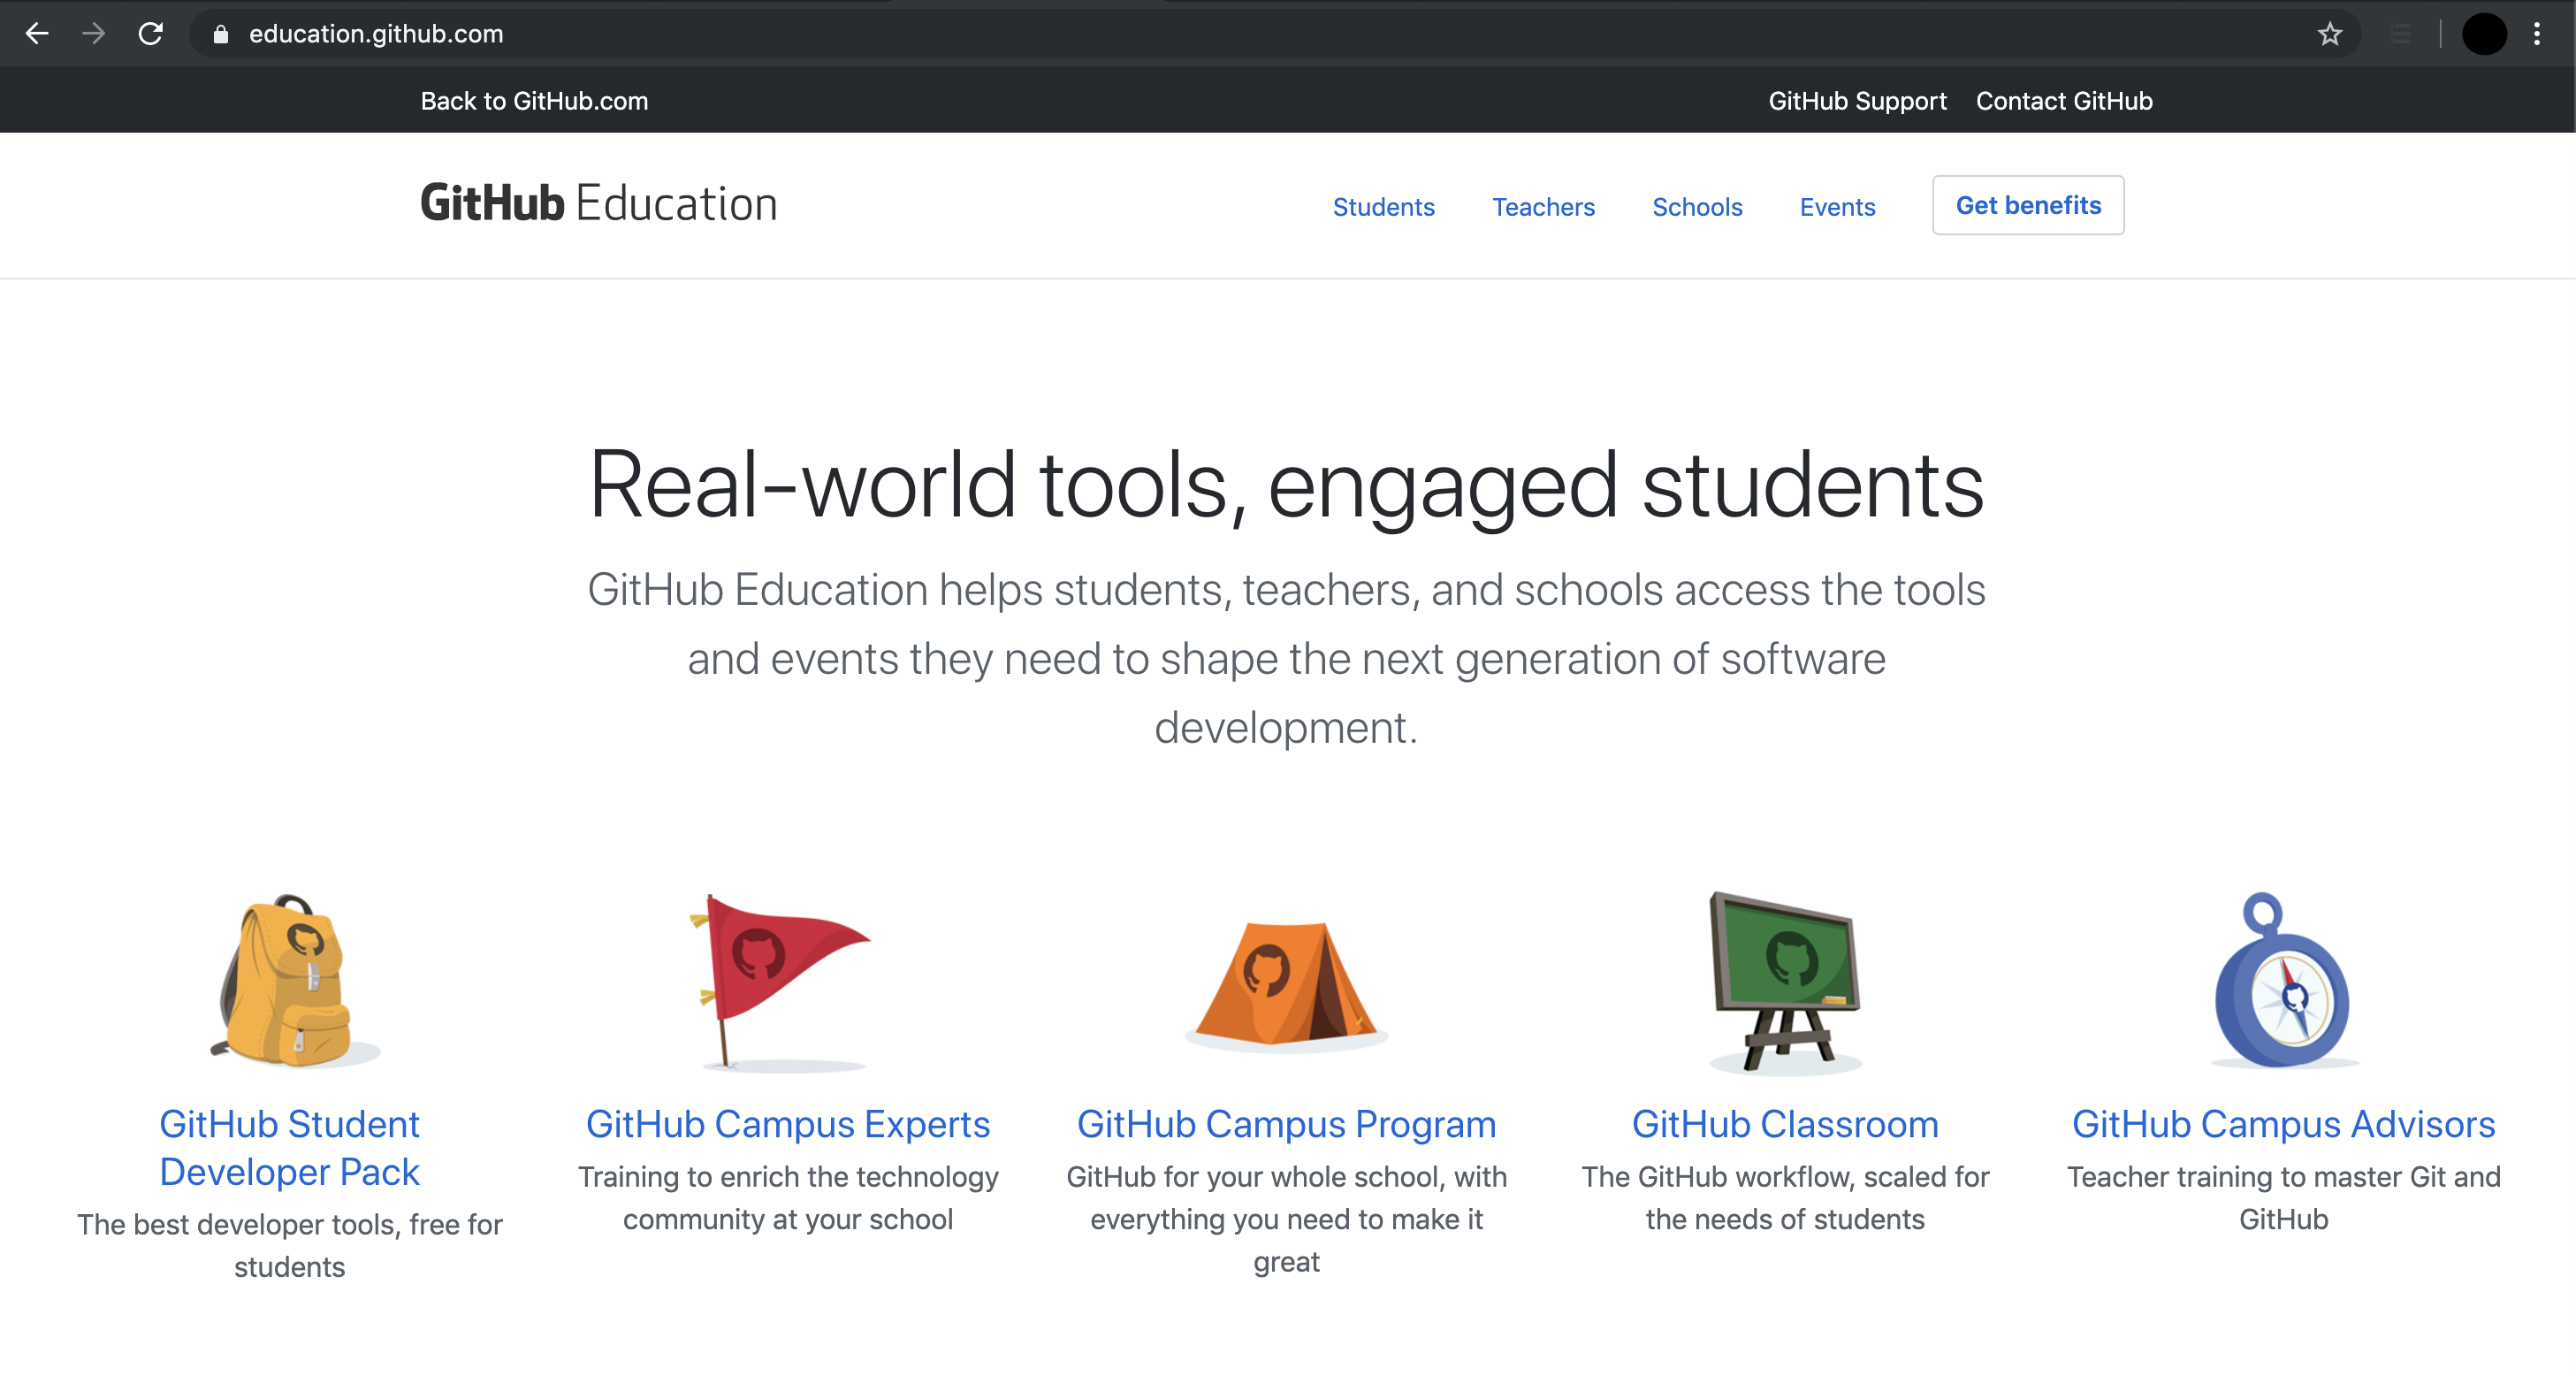 education.github.com
Back to GitHub.com
GitHub Support
Contact GitHub
GitHub Education
Students
Teachers
Schools
Events
Get benefits
Real-world tools, engaged students
GitHub Education helps students, teachers, and schools access the tools
and events they need to shape the next generation of software
development.
GitHub Student
Developer Pack
The best developer tools, free for
students
GitHub Campus Experts
Training to enrich the technology
community at your school
GitHub Campus Program
GitHub for your whole school, with
everything you need to make it
great
GitHub Classroom
The GitHub workflow, scaled for
the needs of students
GitHub Campus Advisors
Teacher training to master Git and
GitHub